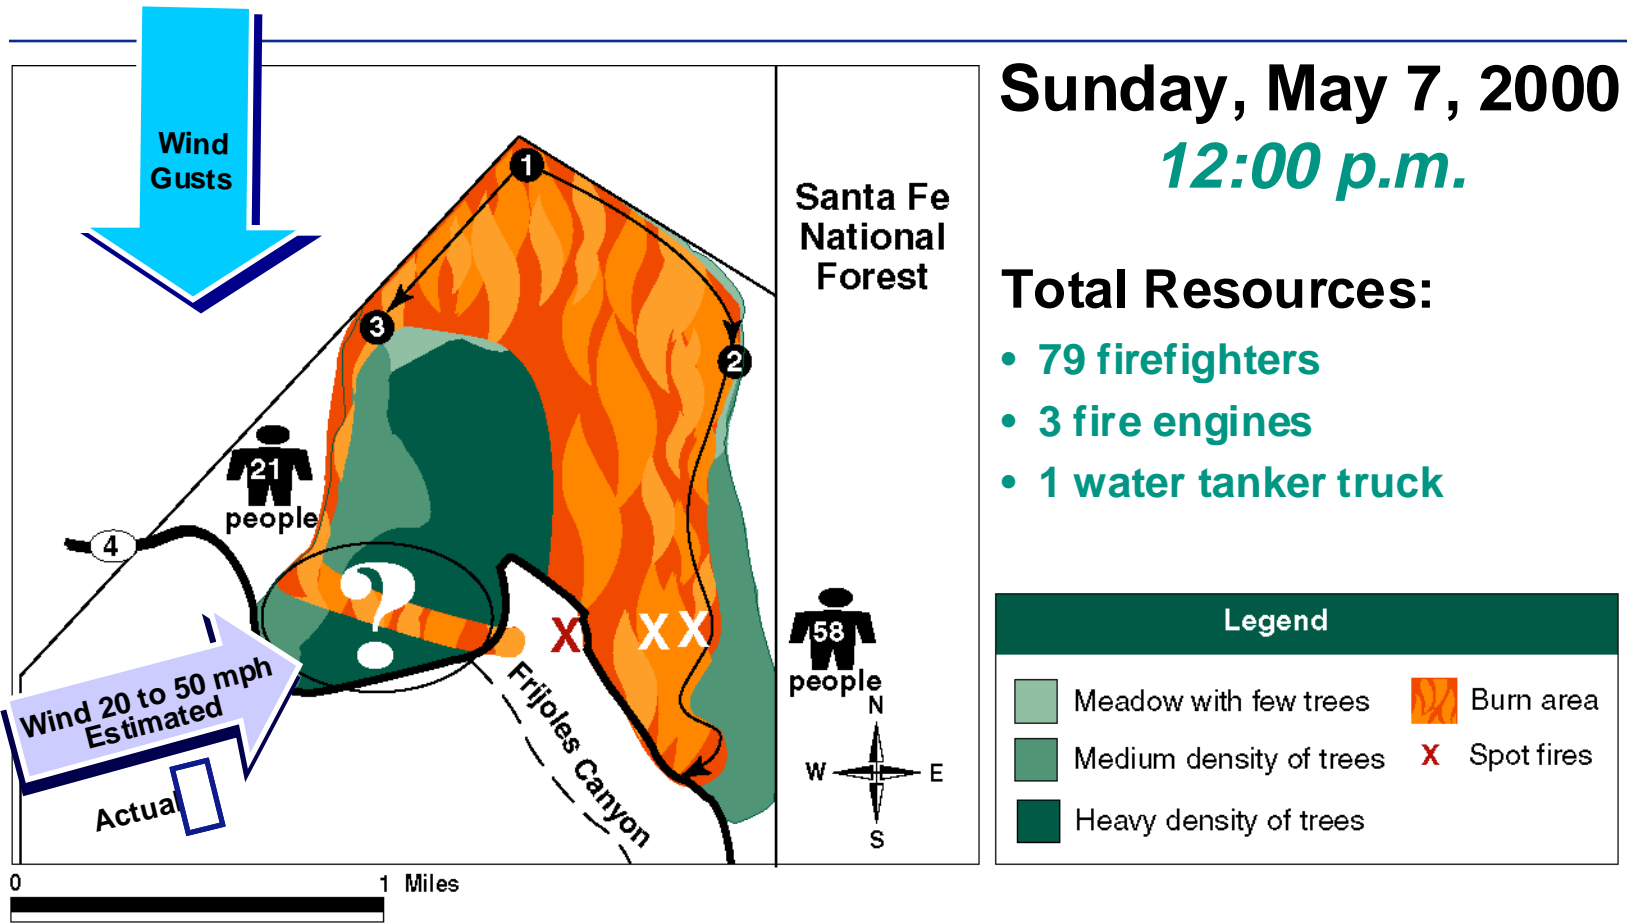 Sunday, May 7, 2000
12:00 p.m.
Wind
Gusts
1
Santa Fe
National
Forest
Total Resources:
• 79 firefighters
• 3 fire engines
• 1 water tanker truck
3
2
21
people
4
?
X
X X
58
people
Wind 20 to 50 mph
Estimated
Actual
Frijoles Canyon
N
W E
S
Legend
Meadow with few trees
Medium density of trees
Heavy density of trees
Burn area
X Spot fires
0 1 Miles